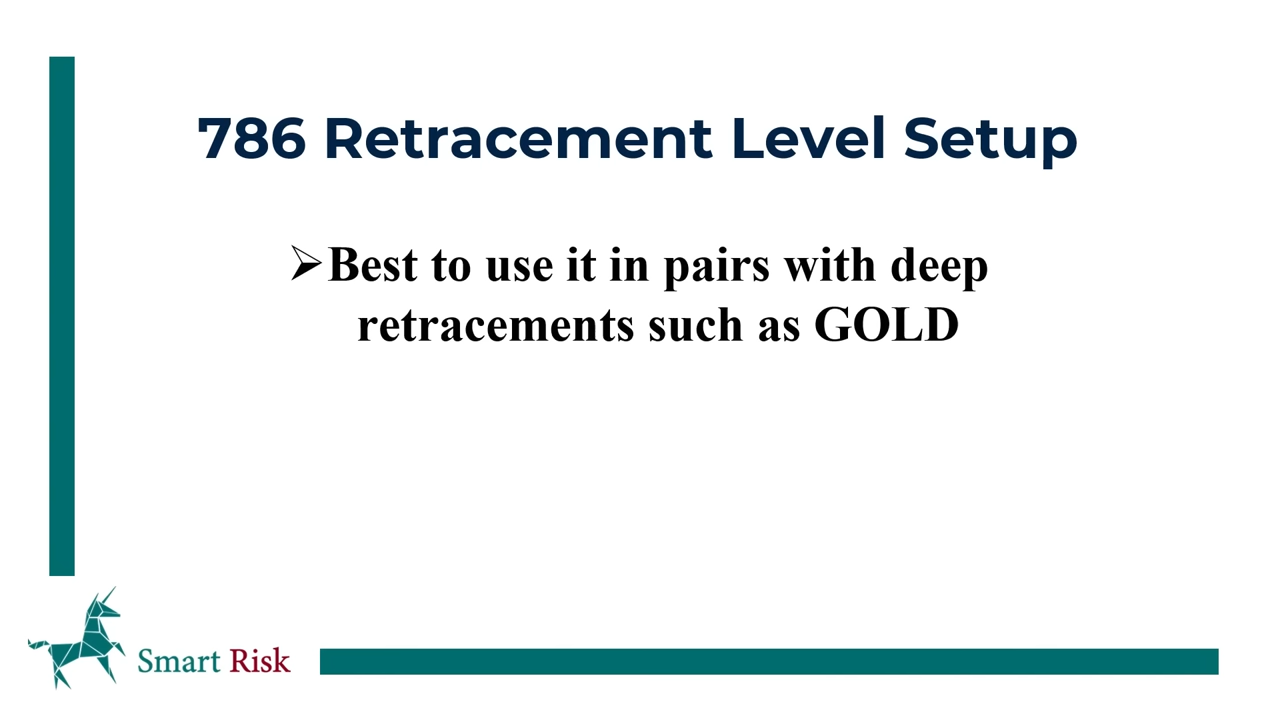 786 Retracement Level Setup
➢Best to use it in pairs with deep
retracements such as GOLD
Smart Risk